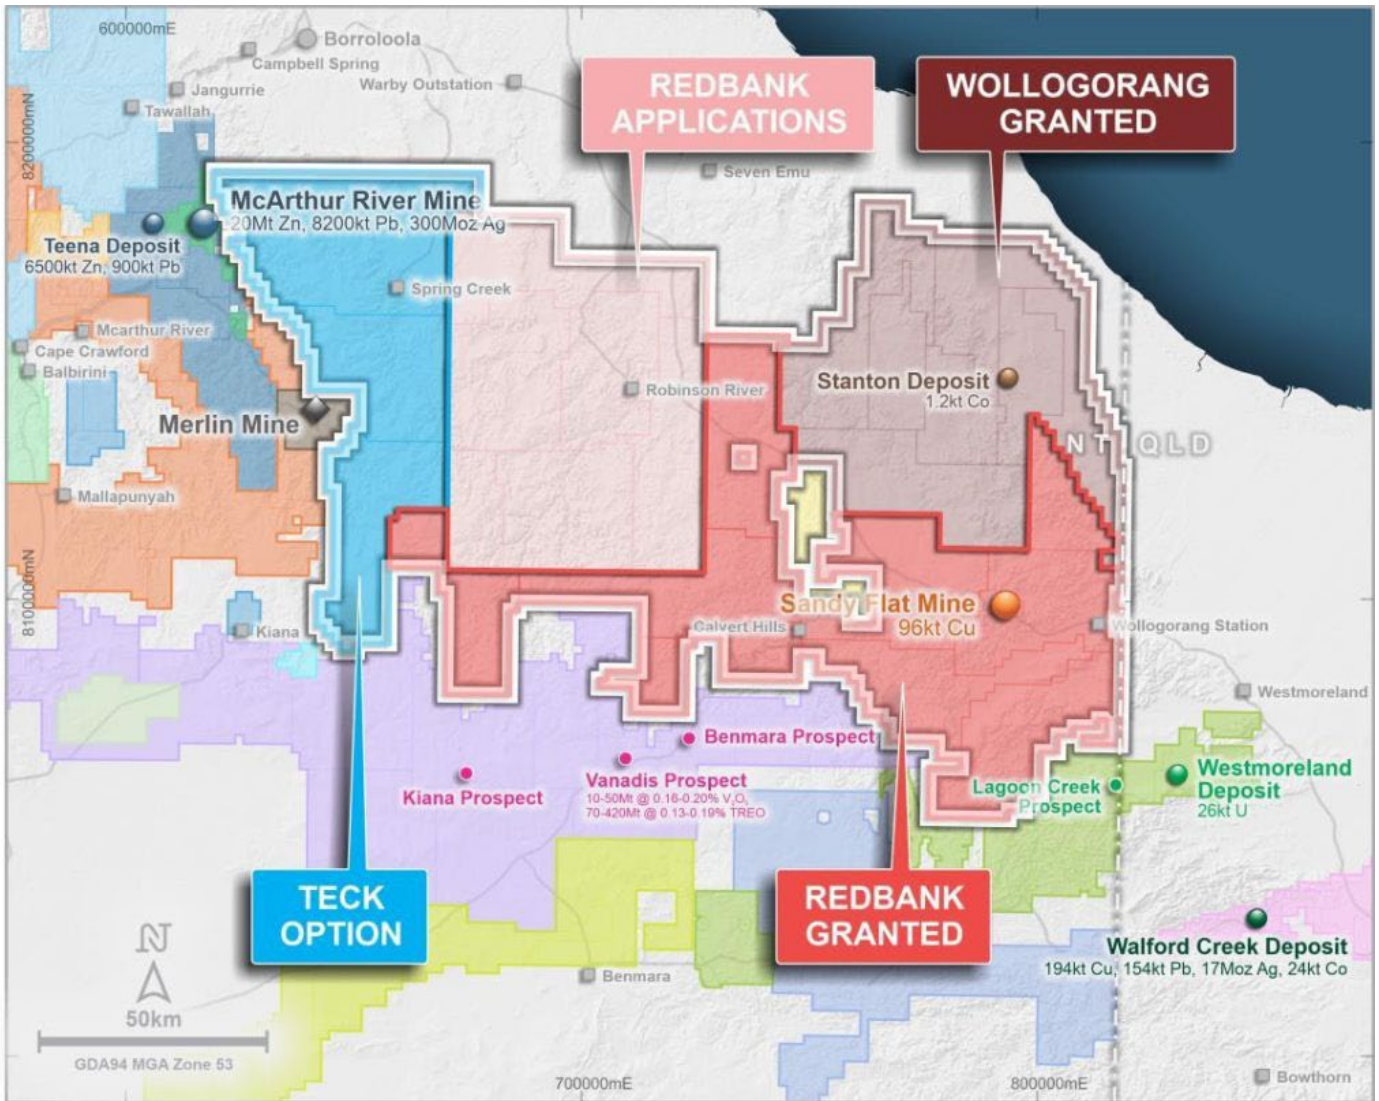 600000mE
Borroloola
Campbell Spring
Warby Outstation
Jangurrie
Tawallah
8200000mN
REDBANK
APPLICATIONS
WOLLOGORANG
GRANTED
Seven Emu
McArthur River Mine
20Mt Zn, 8200kt Pb, 300Moz Ag
Teena Deposit
6500kt Zn, 900kt Pb
Spring Creek
Mcarthur River
Cape Crawford
Balbirini
Robinson River
Stanton Deposit
1.2kt Co
Merlin Mine
NT
QLD
Mallapunyah
8100000mN
Sandy Flat Mine
96kt Cu
Kiana
Calvert Hills
Wollogorang Station
Westmoreland
Benmara Prospect
Kiana Prospect
Vanadis Prospect
10-50Mt @ 0.16-0.20% V₂O₅
70-420Mt @ 0.13-0.19% TREO
Lagoon Creek
Prospect
Westmoreland
Deposit
26kt U
TECK
OPTION
REDBANK
GRANTED
Walford Creek Deposit
194kt Cu, 154kt Pb, 17Moz Ag, 24kt Co
N
50km
GDA94 MGA Zone 53
Benmara
700000mE
800000mE
Bowthorn